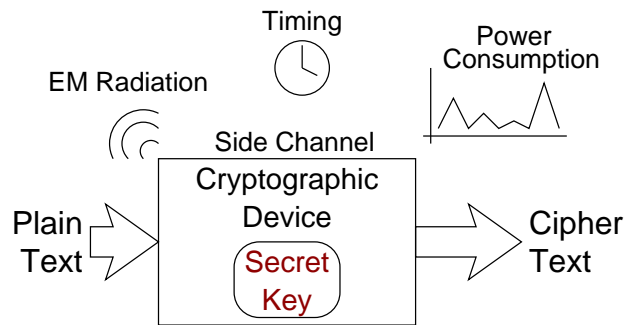 Timing
Power
Consumption
EM Radiation
Side Channel
Cryptographic
Device
Plain
Text
Secret
Key
Cipher
Text